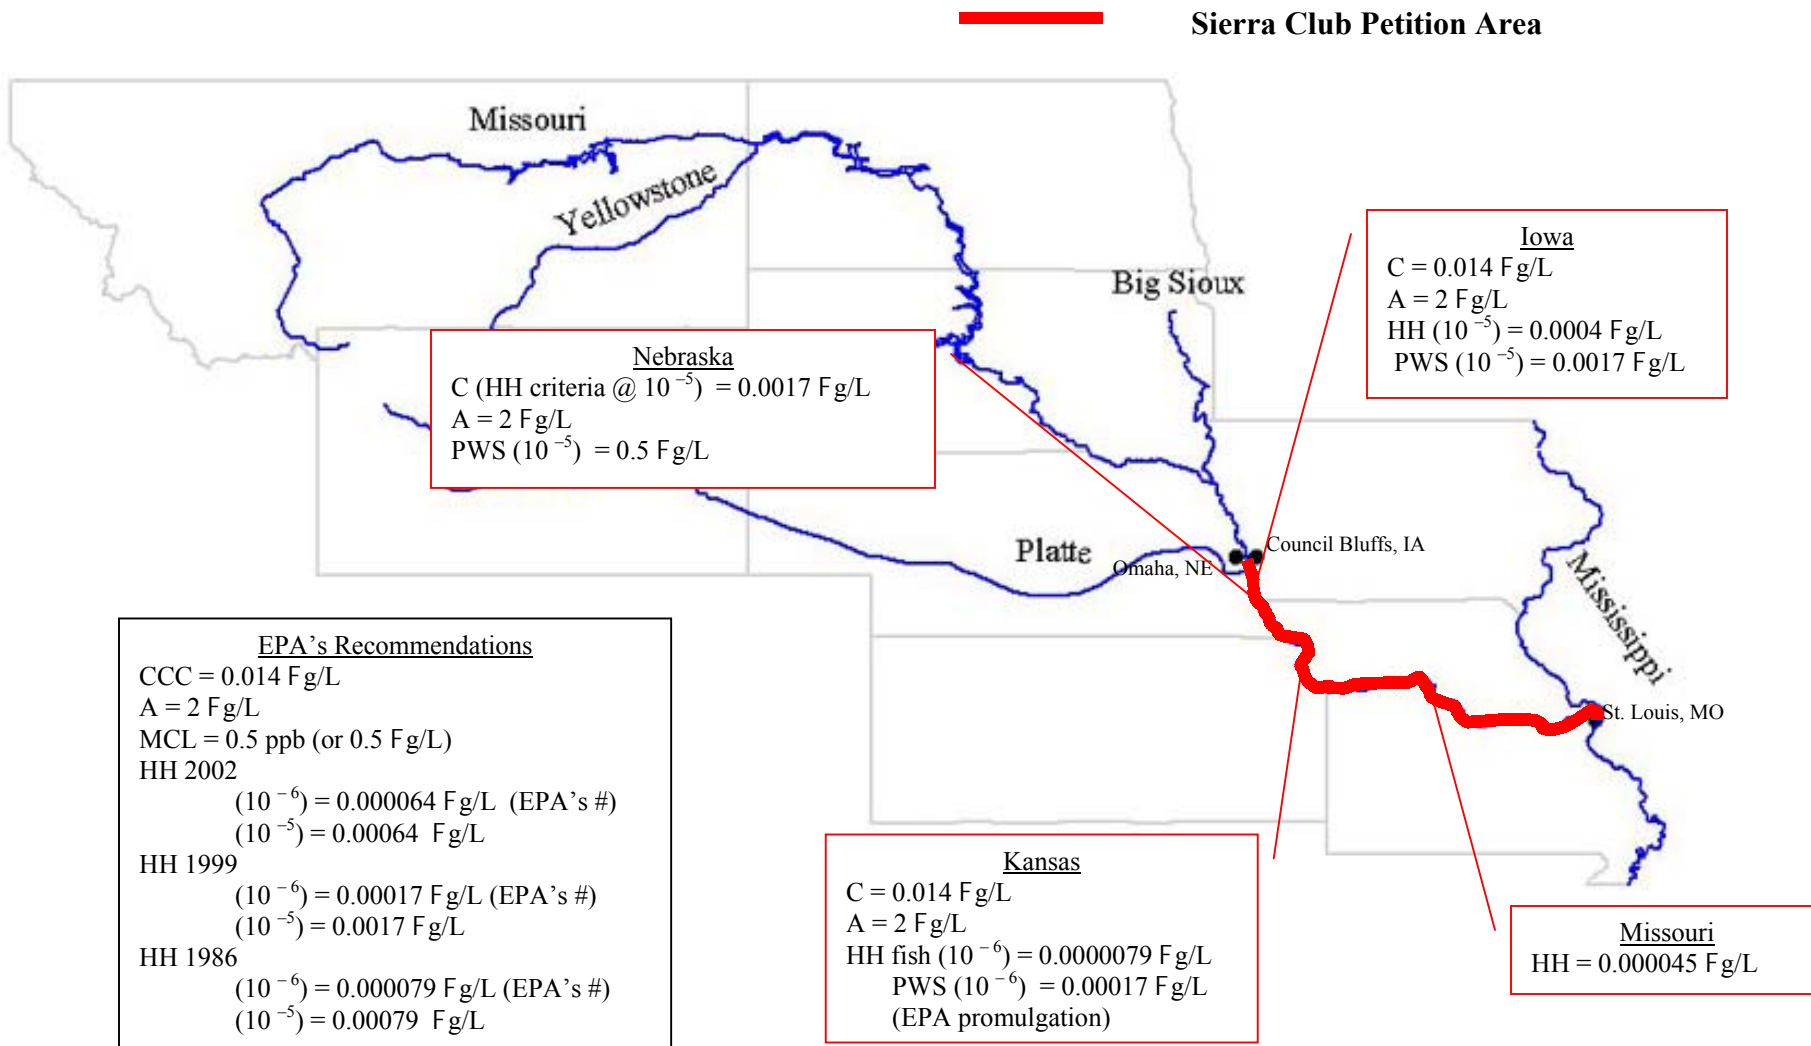 Sierra Club Petition Area
Missouri
Yellowstone
Big Sioux
Iowa
C = 0.014 Fg/L
A = 2 Fg/L
HH (10 ⁻⁵) = 0.0004 Fg/L
PWS (10 ⁻⁵) = 0.0017 Fg/L
Nebraska
C (HH criteria @ 10 ⁻⁵) = 0.0017 Fg/L
A = 2 Fg/L
PWS (10 ⁻⁵) = 0.5 Fg/L
Platte
Omaha, NE
Council Bluffs, IA
Mississippi
St. Louis, MO
EPA’s Recommendations
CCC = 0.014 Fg/L
A = 2 Fg/L
MCL = 0.5 ppb (or 0.5 Fg/L)
HH 2002
(10 ⁻⁶) = 0.000064 Fg/L (EPA’s #)
(10 ⁻⁵) = 0.00064 Fg/L
HH 1999
(10 ⁻⁶) = 0.00017 Fg/L (EPA’s #)
(10 ⁻⁵) = 0.0017 Fg/L
HH 1986
(10 ⁻⁶) = 0.000079 Fg/L (EPA’s #)
(10 ⁻⁵) = 0.00079 Fg/L
Kansas
C = 0.014 Fg/L
A = 2 Fg/L
HH fish (10 ⁻⁶) = 0.0000079 Fg/L
PWS (10 ⁻⁶) = 0.00017 Fg/L
(EPA promulgation)
Missouri
HH = 0.000045 Fg/L